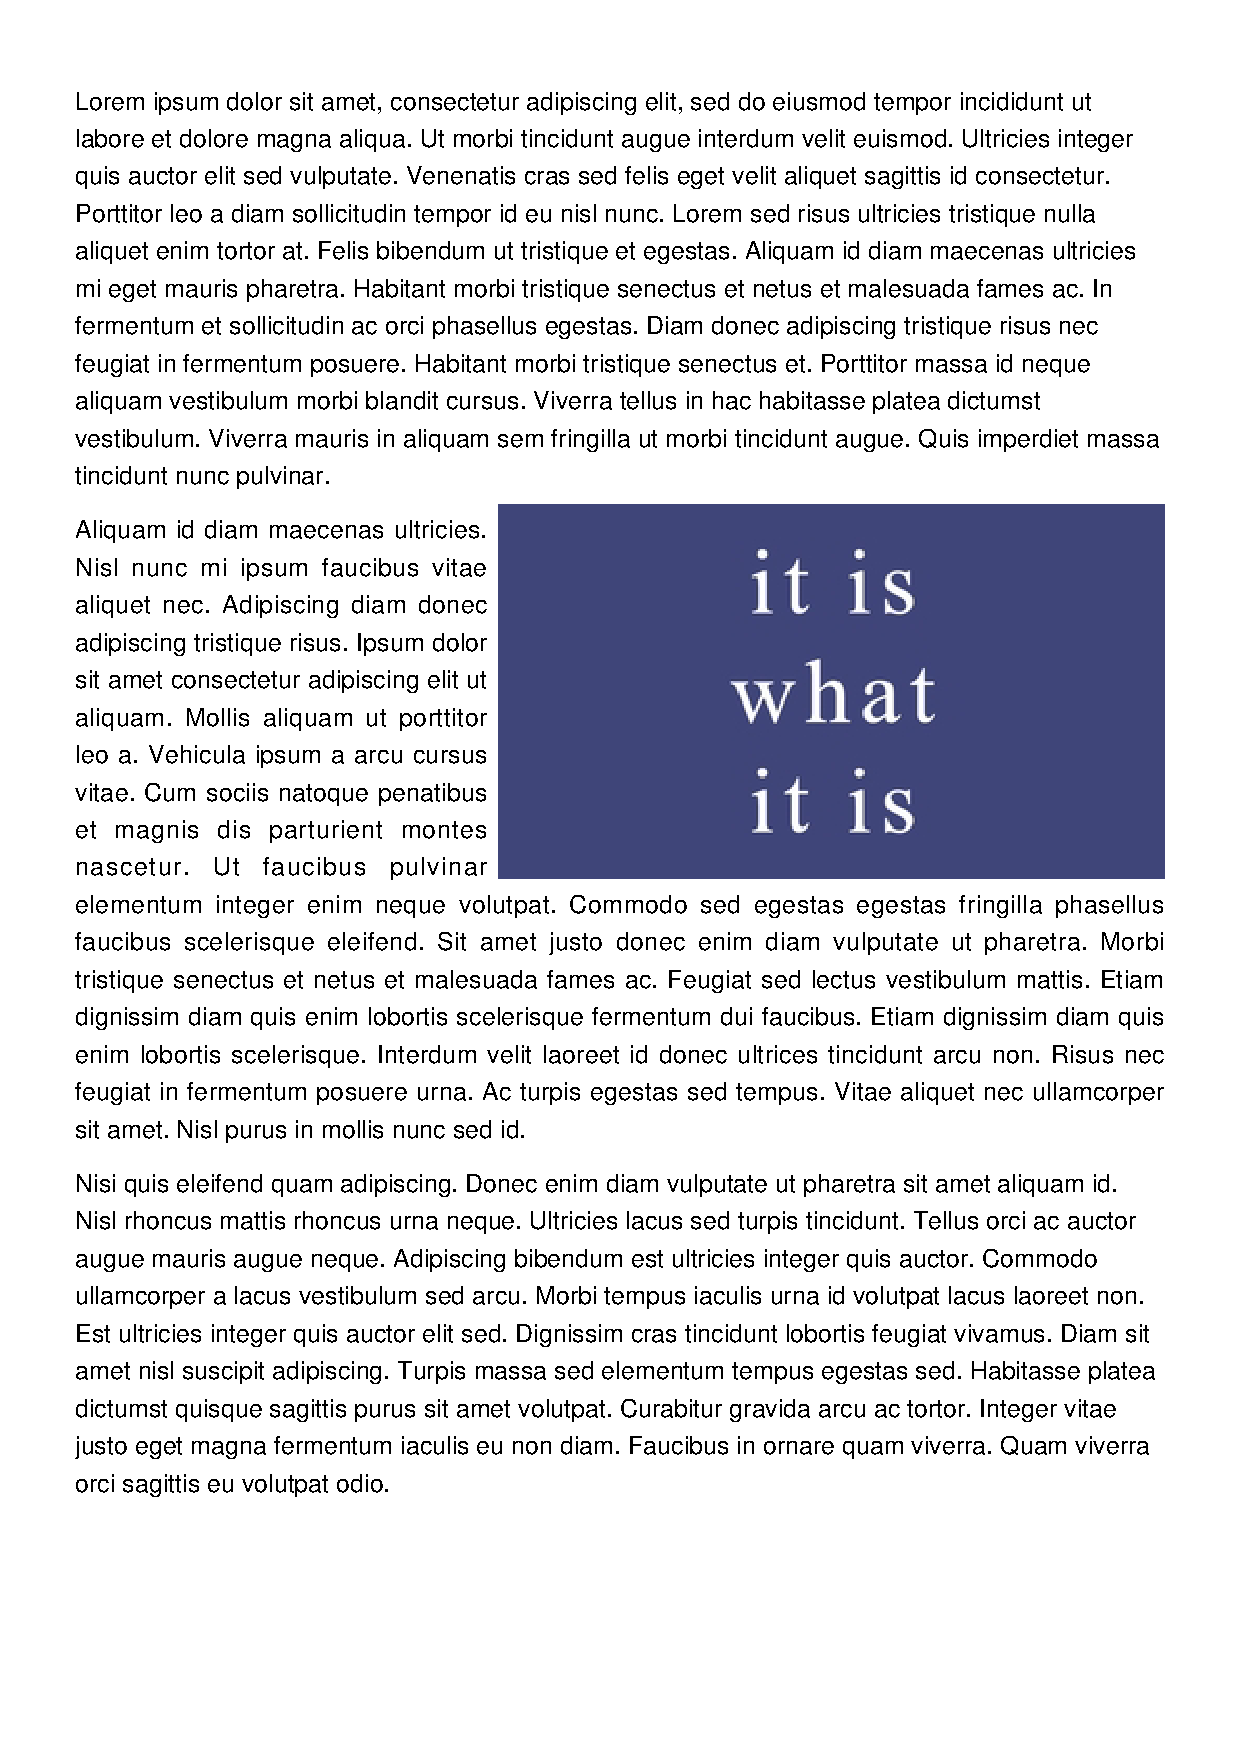 Lorem ipsum dolor sit amet, consectetur adipiscing elit, sed do eiusmod tempor incididunt ut
labore et dolore magna aliqua. Ut morbi tincidunt augue interdum velit euismod. Ultricies integer
quis auctor elit sed vulputate. Venenatis cras sed felis eget velit aliquet sagittis id consectetur.
Porttitor leo a diam sollicitudin tempor id eu nisl nunc. Lorem sed risus ultricies tristique nulla
aliquet enim tortor at. Felis bibendum ut tristique et egestas. Aliquam id diam maecenas ultricies
mi eget mauris pharetra. Habitant morbi tristique senectus et netus et malesuada fames ac. In
fermentum et sollicitudin ac orci phasellus egestas. Diam donec adipiscing tristique risus nec
feugiat in fermentum posuere. Habitant morbi tristique senectus et. Porttitor massa id neque
aliquam vestibulum morbi blandit cursus. Viverra tellus in hac habitasse platea dictumst
vestibulum. Viverra mauris in aliquam sem fringilla ut morbi tincidunt augue. Quis imperdiet massa
tincidunt nunc pulvinar.
Aliquam id diam maecenas ultricies.
Nisl nunc mi ipsum faucibus vitae
aliquet nec. Adipiscing diam donec
adipiscing tristique risus. Ipsum dolor
sit amet consectetur adipiscing elit ut
aliquam. Mollis aliquam ut porttitor
leo a. Vehicula ipsum a arcu cursus
vitae. Cum sociis natoque penatibus
et magnis dis parturient montes
nascetur. Ut faucibus pulvinar
it is
what
it is
elementum integer enim neque volutpat. Commodo sed egestas egestas fringilla phasellus
faucibus scelerisque eleifend. Sit amet justo donec enim diam vulputate ut pharetra. Morbi
tristique senectus et netus et malesuada fames ac. Feugiat sed lectus vestibulum mattis. Etiam
dignissim diam quis enim lobortis scelerisque fermentum dui faucibus. Etiam dignissim diam quis
enim lobortis scelerisque. Interdum velit laoreet id donec ultrices tincidunt arcu non. Risus nec
feugiat in fermentum posuere urna. Ac turpis egestas sed tempus. Vitae aliquet nec ullamcorper
sit amet. Nisl purus in mollis nunc sed id.
Nisi quis eleifend quam adipiscing. Donec enim diam vulputate ut pharetra sit amet aliquam id.
Nisl rhoncus mattis rhoncus urna neque. Ultricies lacus sed turpis tincidunt. Tellus orci ac auctor
augue mauris augue neque. Adipiscing bibendum est ultricies integer quis auctor. Commodo
ullamcorper a lacus vestibulum sed arcu. Morbi tempus iaculis urna id volutpat lacus laoreet non.
Est ultricies integer quis auctor elit sed. Dignissim cras tincidunt lobortis feugiat vivamus. Diam sit
amet nisl suscipit adipiscing. Turpis massa sed elementum tempus egestas sed. Habitasse platea
dictumst quisque sagittis purus sit amet volutpat. Curabitur gravida arcu ac tortor. Integer vitae
justo eget magna fermentum iaculis eu non diam. Faucibus in ornare quam viverra. Quam viverra
orci sagittis eu volutpat odio.